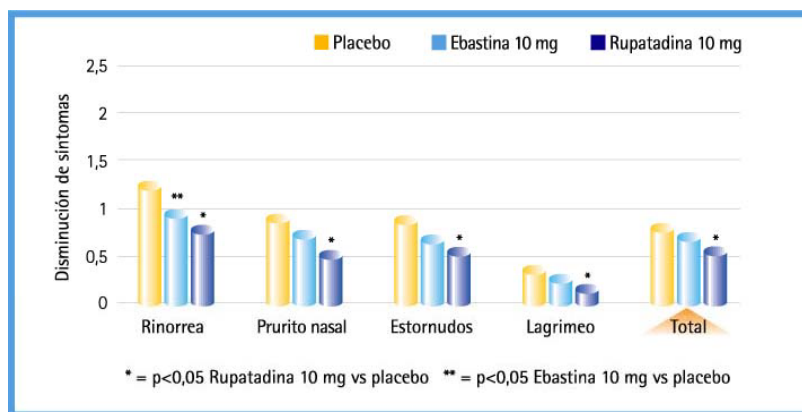 Placebo Ebastina 10 mg Rupatadina 10 mg
Disminución de síntomas
2,5
2
1,5
1
0,5
0
** * * * * *
Rinorrea Prurito nasal Estornudos Lagrimeo Total
* = p<0,05 Rupatadina 10 mg vs placebo ** = p<0,05 Ebastina 10 mg vs placebo